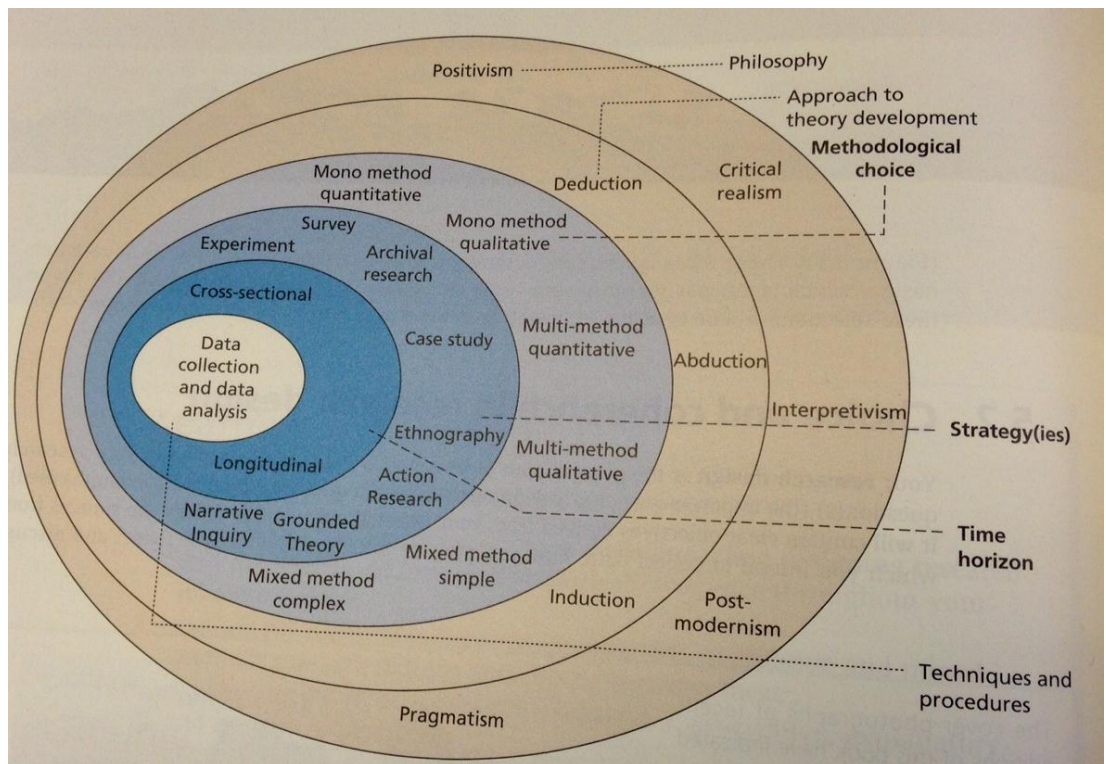 Positivism
Philosophy
Approach to
theory development
Methodological
choice
Critical
realism
Deduction
Mono method
quantitative
Mono method
qualitative
Survey
Experiment
Archival
research
Cross-sectional
Data
collection
and data
analysis
Case study
Multi-method
quantitative
Abduction
Interpretivism
Strategy(ies)
Ethnography
Multi-method
qualitative
Longitudinal
Action
Research
Narrative
Inquiry
Grounded
Theory
Time
horizon
Mixed method
simple
Mixed method
complex
Induction
Post-
modernism
Techniques and
procedures
Pragmatism